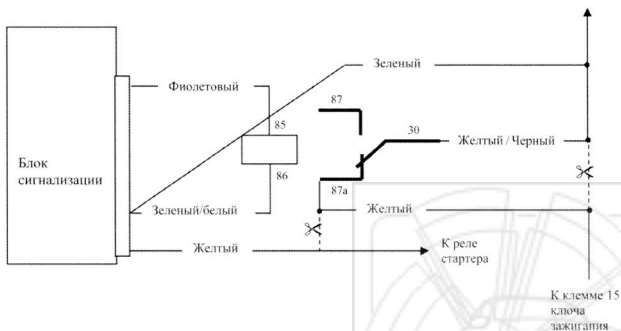 Зеленый
Фиолетовый
87
85
30
Желтый / Черный
Блок
сигнализации
86
87a
Зеленый/белый
Желтый
Желтый
К реле
стартера
К клемме 15
ключа
зажигания